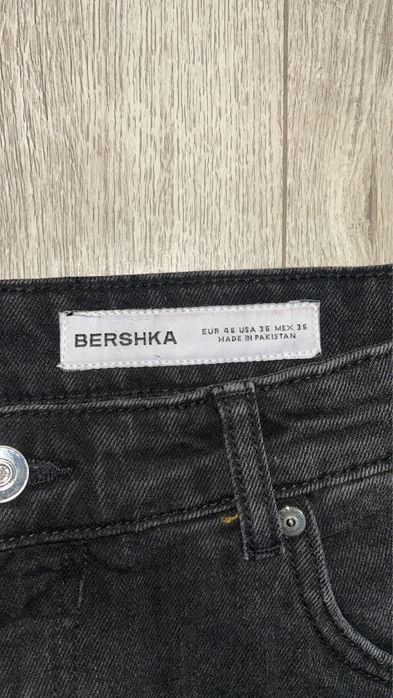 BERSHKA
EUR 46 USA 36 MEX 36
MADE IN PAKISTAN